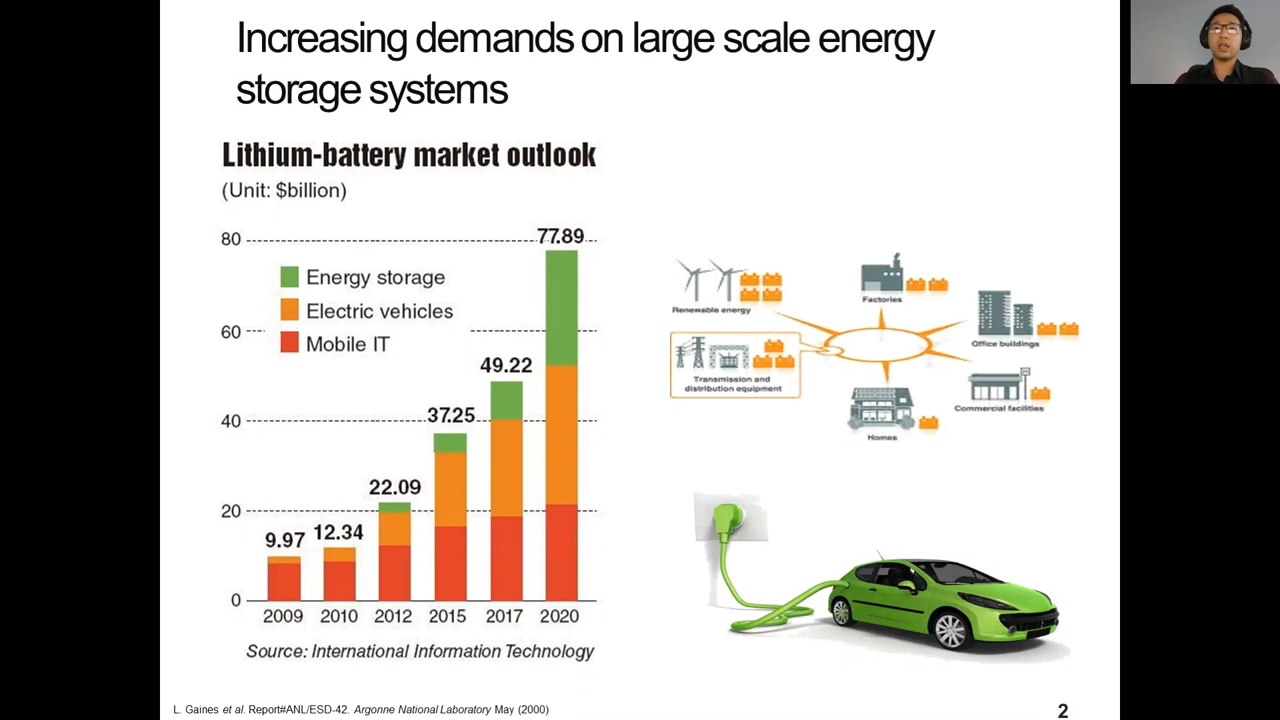 Increasing demands on large scale energy
storage systems
Lithium-battery market outlook
(Unit: $billion)
80
60
40
20
0
Energy storage
Electric vehicles
Mobile IT
9.97
12.34
22.09
37.25
49.22
77.89
2009
2010
2012
2015
2017
2020
Source: International Information Technology
Renewable energy
Factories
Office buildings
Transmission and
distribution equipment
Commercial facilities
Homes
L. Gaines et al. Report#ANL/ESD-42. Argonne National Laboratory May (2000)
2